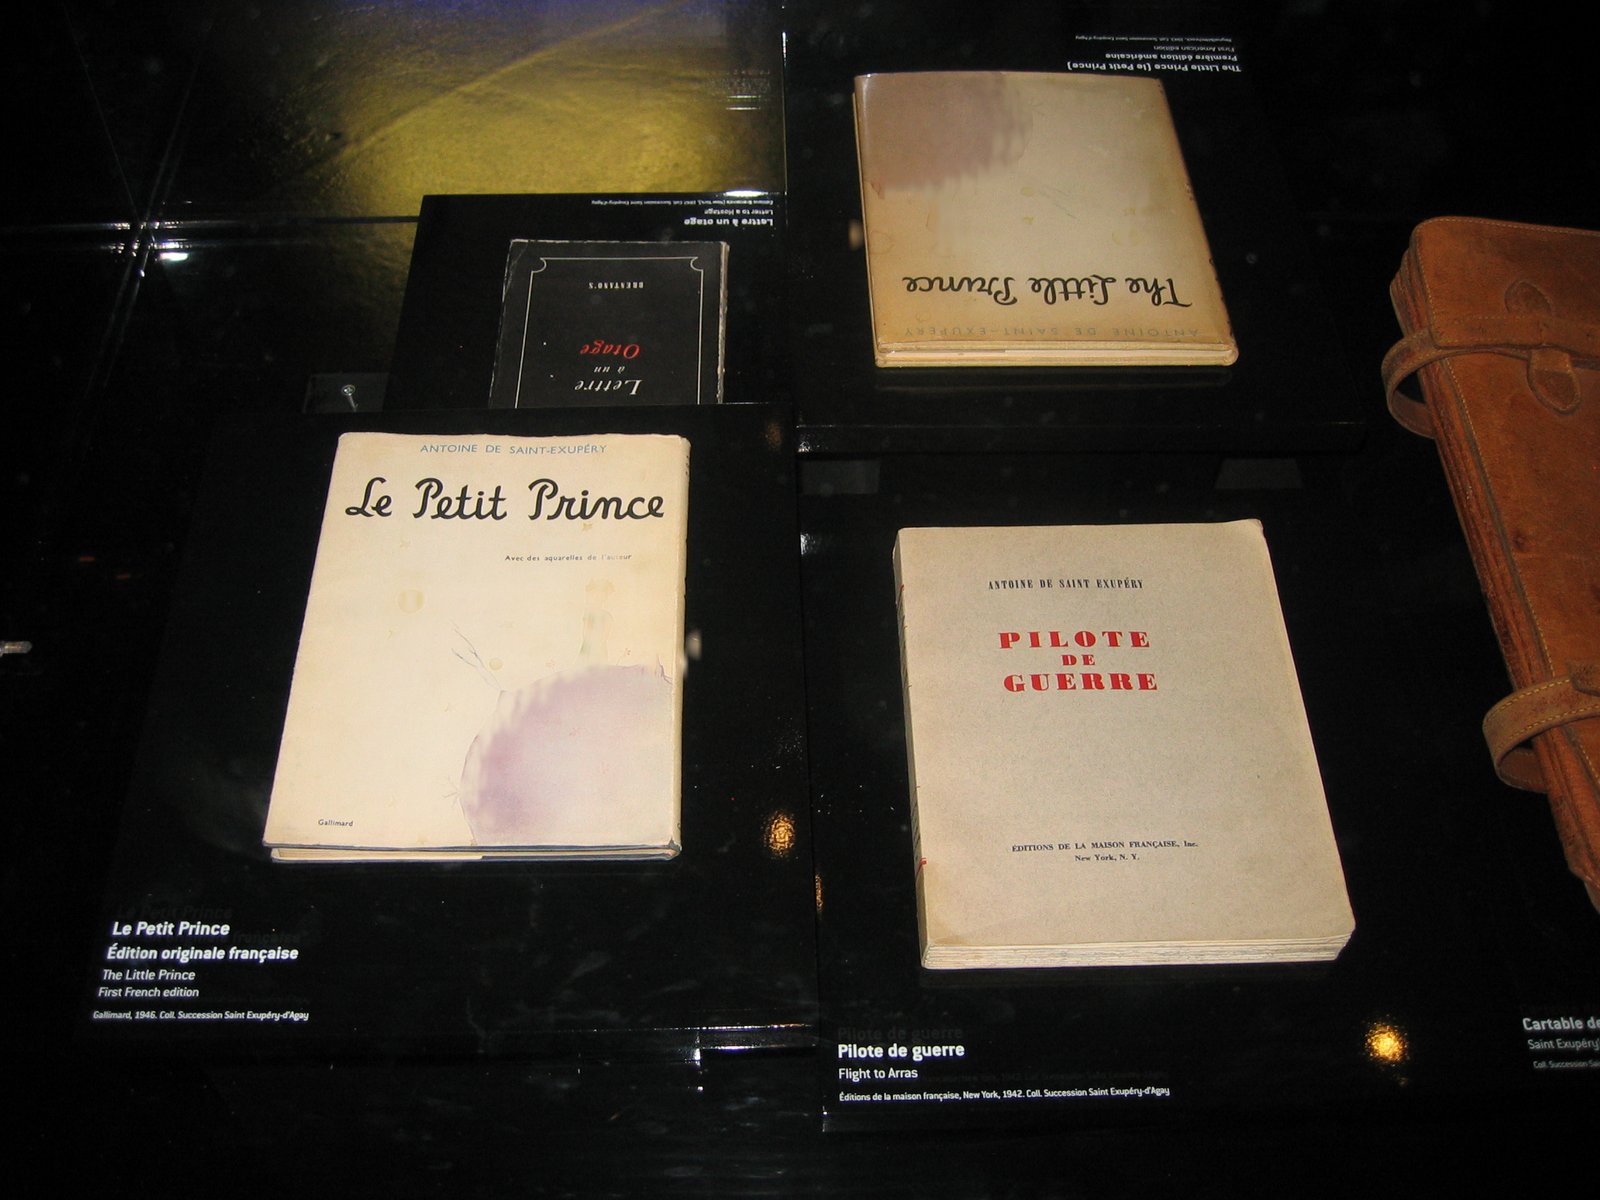 The Little Prince (le Petit Prince)
Première édition américaine
First American edition
The Little Prince
ANTOINE DE SAINT-EXUPÉRY
Lettre à un otage
Letter to a Hostage
Lettre
à un
Otage
BRENTANO'S
ANTOINE DE SAINT-EXUPÉRY
Le Petit Prince
Avec des aquarelles de l'auteur
Gallimard
Le Petit Prince
Édition originale française
The Little Prince
First French edition
Gallimard, 1946. Coll. Succession Saint Exupéry-d'Agay
ANTOINE DE SAINT EXUPÉRY
PILOTE
DE
GUERRE
ÉDITIONS DE LA MAISON FRANÇAISE, Inc.
New York, N. Y.
Pilote de guerre
Flight to Arras
Éditions de la maison française, New York, 1942. Coll. Succession Saint Exupéry-d'Agay
Cartable de
Saint Exupéry'
Coll. Succession